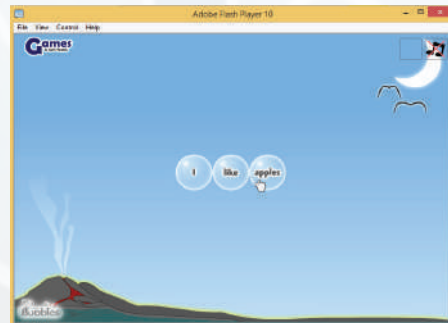 Adobe Flash Player 10
File View Control Help
Games
I like apples
Bubbles